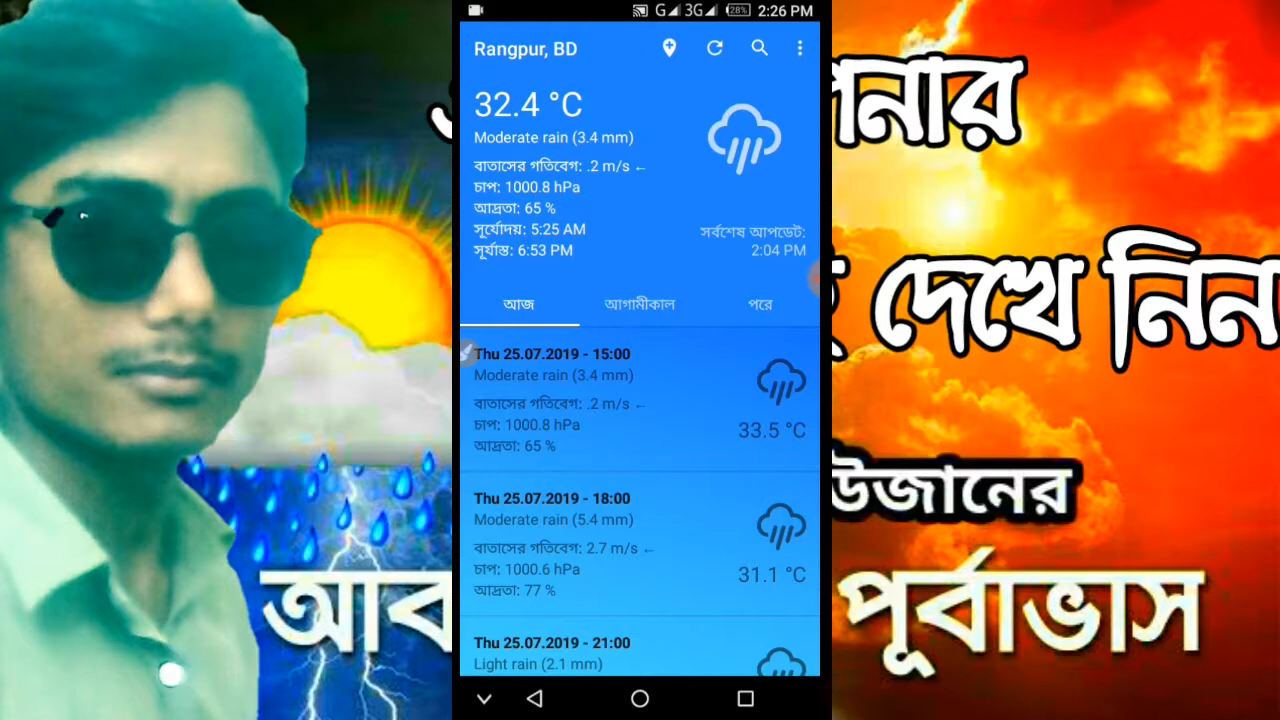 G 3G 28% 2:26 PM
Rangpur, BD
32.4 °C
Moderate rain (3.4 mm)
বাতাসের গতিবেগ: .2 m/s ←
চাপ: 1000.8 hPa
আদ্রতা: 65 %
সূর্যোদয়: 5:25 AM
সূর্যাস্ত: 6:53 PM
সর্বশেষ আপডেট:
2:04 PM
আজ
আগামীকাল
পরে
Thu 25.07.2019 - 15:00
Moderate rain (3.4 mm)
বাতাসের গতিবেগ: .2 m/s ←
চাপ: 1000.8 hPa
আদ্রতা: 65 %
33.5 °C
Thu 25.07.2019 - 18:00
Moderate rain (5.4 mm)
বাতাসের গতিবেগ: 2.7 m/s ←
চাপ: 1000.6 hPa
আদ্রতা: 77 %
31.1 °C
Thu 25.07.2019 - 21:00
Light rain (2.1 mm)
পনার
দেখে নিন
উজানের
আব
পূর্বাভাস